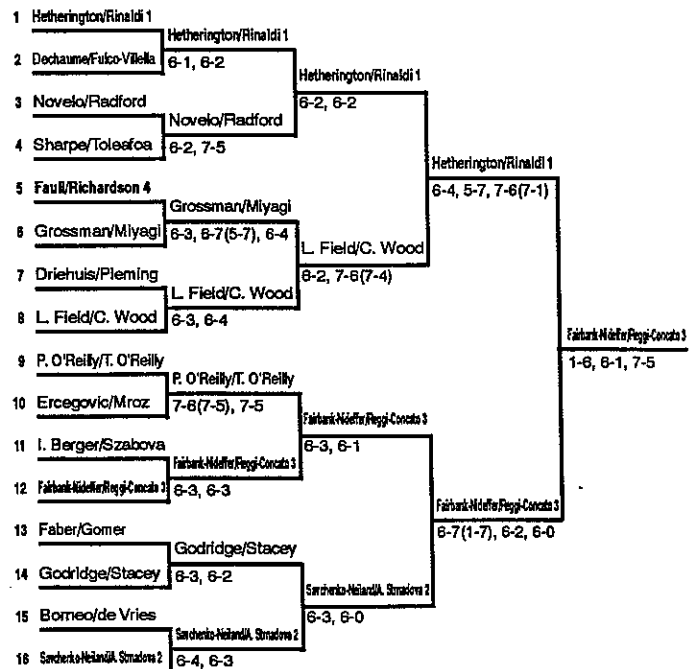 1 Hetherington/Rinaldi 1
Hetherington/Rinaldi 1
2 Dechaume/Fulco-Villella
6-1, 6-2
Hetherington/Rinaldi 1
6-2, 6-2
3 Novelo/Radford
Novelo/Radford
4 Sharpe/Toleafoa
6-2, 7-5
Hetherington/Rinaldi 1
6-4, 5-7, 7-6(7-1)
5 Faull/Richardson 4
Grossman/Miyagi
6 Grossman/Miyagi
6-3, 6-7(5-7), 6-4
L. Field/C. Wood
6-2, 7-6(7-4)
7 Driehuis/Pleming
L. Field/C. Wood
8 L. Field/C. Wood
6-3, 6-4
Fairbank-Nideffer/Reggi-Concato 3
1-6, 6-1, 7-5
9 P. O'Reilly/T. O'Reilly
P. O'Reilly/T. O'Reilly
10 Ercegovic/Mroz
7-6(7-5), 7-5
Fairbank-Nideffer/Reggi-Concato 3
6-3, 6-1
11 I. Berger/Szabova
Fairbank-Nideffer/Reggi-Concato 3
12 Fairbank-Nideffer/Reggi-Concato 3
6-3, 6-3
Fairbank-Nideffer/Reggi-Concato 3
6-7(1-7), 6-2, 6-0
13 Faber/Gomer
Godridge/Stacey
14 Godridge/Stacey
6-3, 6-2
Savchenko-Neiland/A. Strnadova 2
6-3, 6-0
15 Borneo/de Vries
Savchenko-Neiland/A. Strnadova 2
16 Savchenko-Neiland/A. Strnadova 2
6-4, 6-3